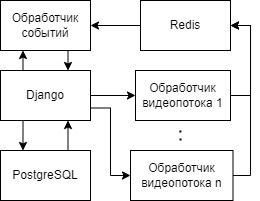 Обработчик
событий
Redis
Django
Обработчик
видеопотока 1
:
PostgreSQL
Обработчик
видеопотока n